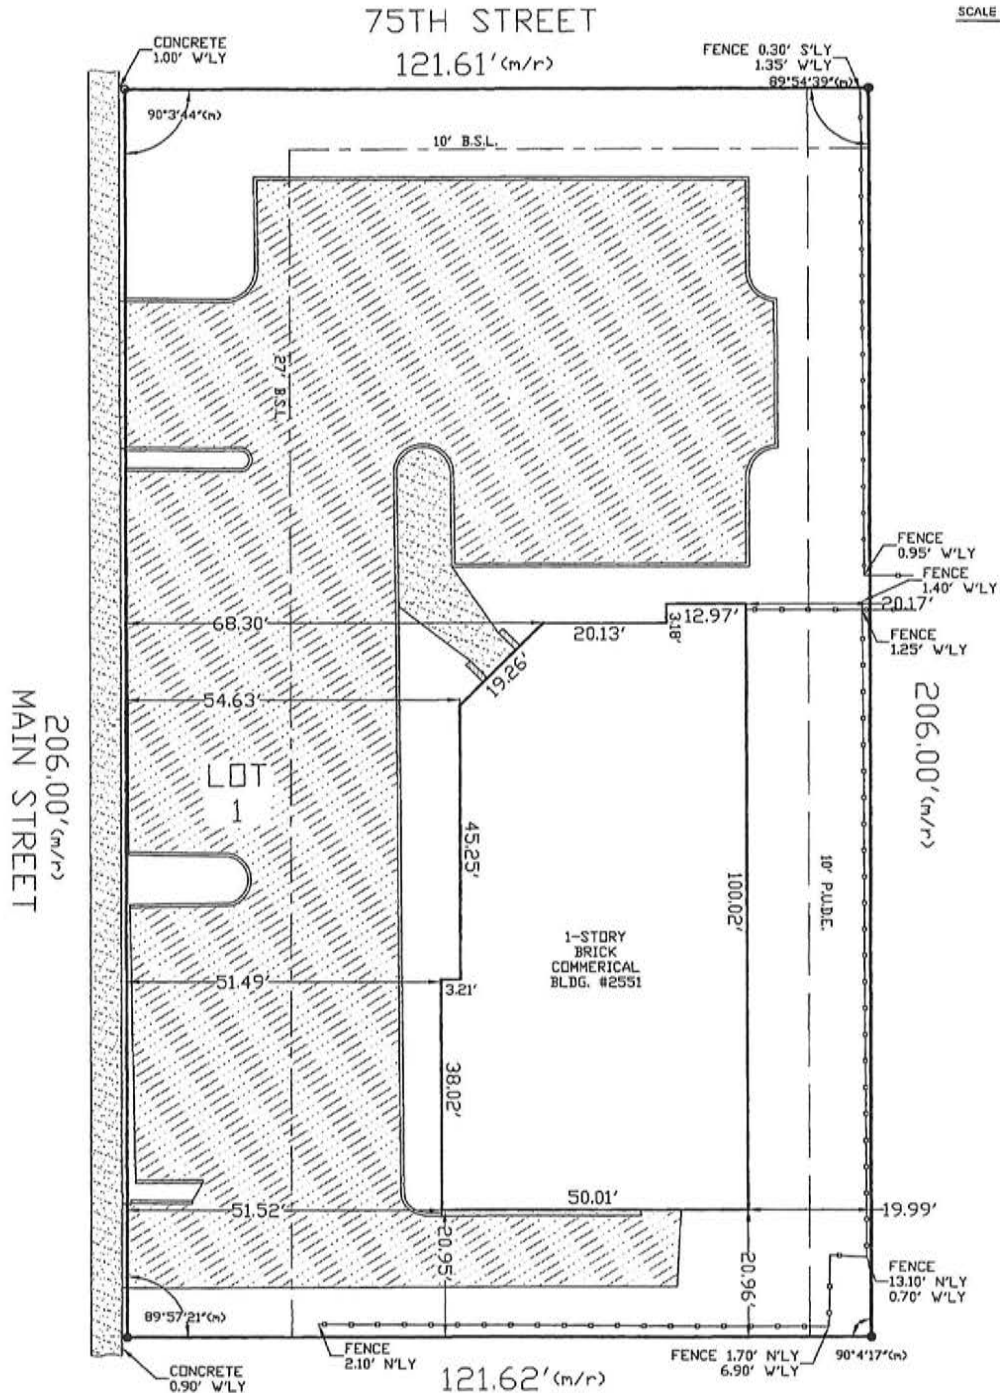 75TH STREET
SCALE
CONCRETE
1.00' W'LY
121.61'(m/r)
FENCE 0.30' S'LY
1.35' W'LY
89°54'39"(m)
90°3'44"(m)
10' B.S.L.
27' B.S.L.
FENCE
0.95' W'LY
FENCE
1.40' W'LY
20.17'
12.97'
3.18'
68.30'
20.13'
FENCE
1.25' W'LY
19.26'
54.63'
206.00'(m/r)
MAIN STREET
206.00'(m/r)
LOT
1
45.25'
100.02'
10' P.U.D.E.
1-STORY
BRICK
COMMERICAL
BLDG. #2551
51.49'
3.21'
38.02'
50.01'
51.52'
19.99'
20.95'
20.96'
FENCE
13.10' N'LY
0.70' W'LY
89°57'21"(m)
FENCE
2.10' N'LY
FENCE 1.70' N'LY
6.90' W'LY
90°4'17"(m)
CONCRETE
0.90' W'LY
121.62'(m/r)